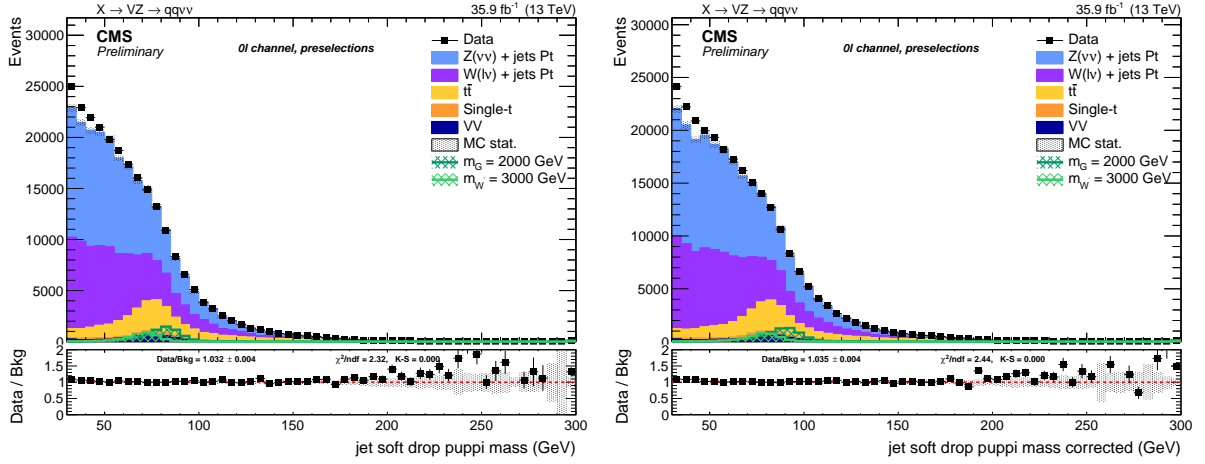 X → VZ → qqνν 35.9 fb⁻¹ (13 TeV)
Events
30000
25000
20000
15000
10000
5000
0
CMS
Preliminary
0l channel, preselections
Data
Z(νν) + jets Pt
W(lν) + jets Pt
tt̄
Single-t
VV
MC stat.
m_G = 2000 GeV
m_W' = 3000 GeV
Data / Bkg
2
1.5
1
0.5
0
Data/Bkg = 1.032 ± 0.004 χ²/ndf = 2.32, K-S = 0.000
50 100 150 200 250 300
jet soft drop puppi mass (GeV)
X → VZ → qqνν 35.9 fb⁻¹ (13 TeV)
Events
30000
25000
20000
15000
10000
5000
0
CMS
Preliminary
0l channel, preselections
Data
Z(νν) + jets Pt
W(lν) + jets Pt
tt̄
Single-t
VV
MC stat.
m_G = 2000 GeV
m_W' = 3000 GeV
Data / Bkg
2
1.5
1
0.5
0
Data/Bkg = 1.035 ± 0.004 χ²/ndf = 2.44, K-S = 0.000
50 100 150 200 250 300
jet soft drop puppi mass corrected (GeV)